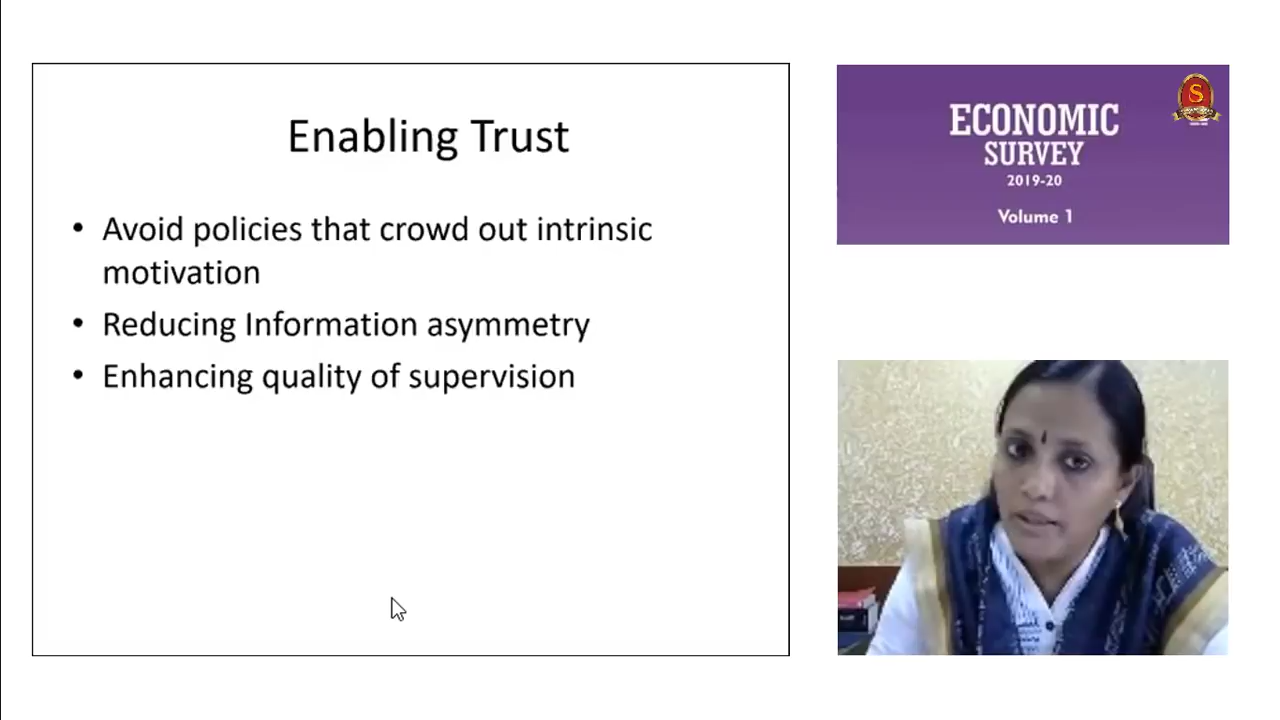 Enabling Trust
• Avoid policies that crowd out intrinsic
motivation
• Reducing Information asymmetry
• Enhancing quality of supervision
ECONOMIC
SURVEY
2019-20
Volume 1
S